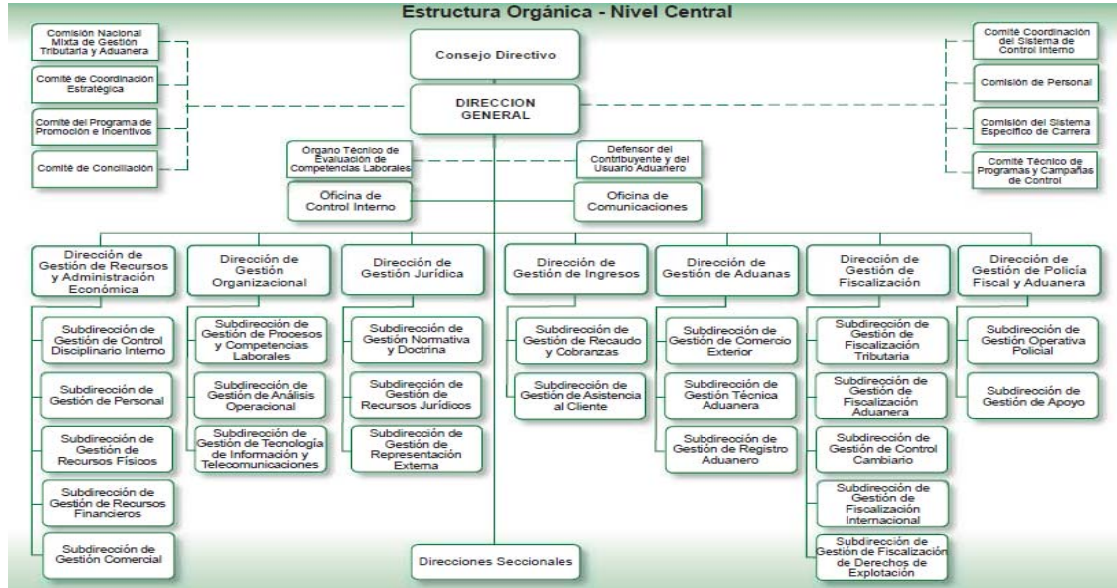 Estructura Orgánica - Nivel Central
Comisión Nacional
Mixta de Gestión
Tributaria y Aduanera
Comité de Coordinación
Estratégica
Comité del Programa de
Promoción e Incentivos
Comité de Conciliación
Consejo Directivo
DIRECCION
GENERAL
Comité Coordinación
del Sistema de
Control Interno
Comisión de Personal
Comisión del Sistema
Específico de Carrera
Comité Técnico de
Programas y Campañas
de Control
Órgano Técnico de
Evaluación de
Competencias Laborales
Defensor del
Contribuyente y del
Usuario Aduanero
Oficina de
Control Interno
Oficina de
Comunicaciones
Dirección de
Gestión de Recursos
y Administración
Económica
Subdirección de
Gestión de Control
Disciplinario Interno
Subdirección de
Gestión de Personal
Subdirección de
Gestión de
Recursos Físicos
Subdirección de
Gestión de Recursos
Financieros
Subdirección de
Gestión Comercial
Dirección de
Gestión
Organizacional
Subdirección de
Gestión de Procesos
y Competencias
Laborales
Subdirección de
Gestión de Análisis
Operacional
Subdirección de
Gestión de Tecnología
de Información y
Telecomunicaciones
Dirección de
Gestión Jurídica
Subdirección de
Gestión Normativa
y Doctrina
Subdirección de
Gestión de
Recursos Jurídicos
Subdirección de
Gestión de
Representación
Externa
Dirección de
Gestión de Ingresos
Subdirección de
Gestión de Recaudo y
Cobranzas
Subdirección de
Gestión de Asistencia
al Cliente
Dirección de
Gestión de Aduanas
Subdirección de
Gestión de Comercio
Exterior
Subdirección de
Gestión Técnica
Aduanera
Subdirección de
Gestión de Registro
Aduanero
Dirección de
Gestión de
Fiscalización
Subdirección de
Gestión de
Fiscalización
Tributaria
Subdirección de
Gestión de
Fiscalización
Aduanera
Subdirección de
Gestión de Control
Cambiario
Subdirección de
Gestión de
Fiscalización
Internacional
Subdirección de
Gestión de Fiscalización
de Derechos de
Explotación
Dirección de
Gestión de Policía
Fiscal y Aduanera
Subdirección de
Gestión Operativa
Policial
Subdirección de
Gestión de Apoyo
Direcciones Seccionales